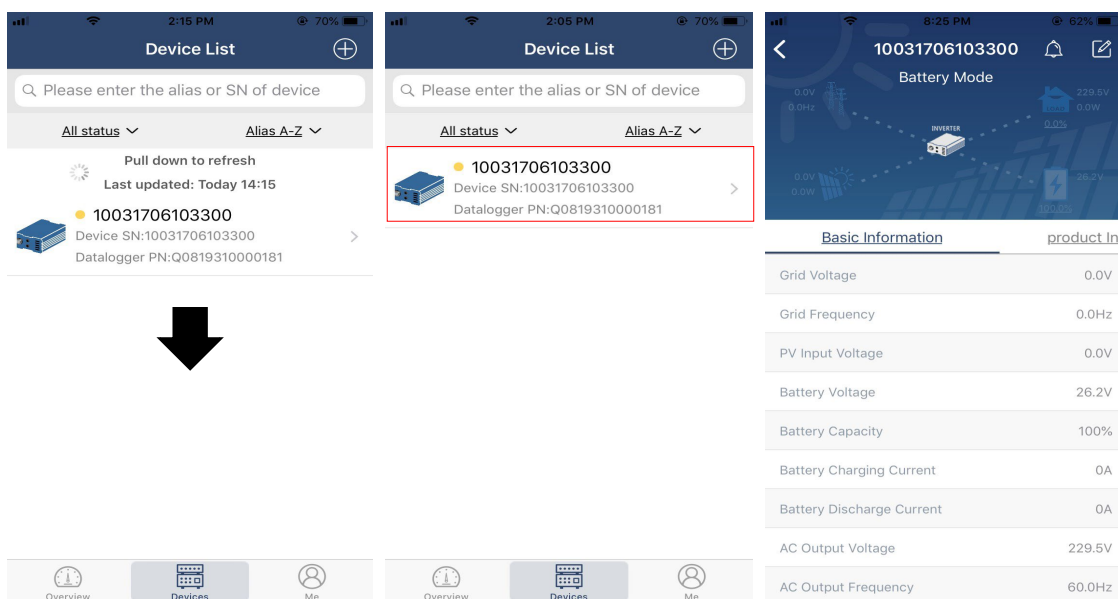 2:15 PM
70%
Device List
Please enter the alias or SN of device
All status
Alias A-Z
Pull down to refresh
Last updated: Today 14:15
10031706103300
Device SN:10031706103300
Datalogger PN:Q0819310000181
Overview
Devices
Me
2:05 PM
70%
Device List
Please enter the alias or SN of device
All status
Alias A-Z
10031706103300
Device SN:10031706103300
Datalogger PN:Q0819310000181
Overview
Devices
Me
8:25 PM
62%
10031706103300
Battery Mode
0.0V
0.0Hz
229.5V
0.0W
LOAD
0.0%
INVERTER
0.0V
0.0W
26.2V
100.0%
Basic Information
product In
Grid Voltage 0.0V
Grid Frequency 0.0Hz
PV Input Voltage 0.0V
Battery Voltage 26.2V
Battery Capacity 100%
Battery Charging Current 0A
Battery Discharge Current 0A
AC Output Voltage 229.5V
AC Output Frequency 60.0Hz